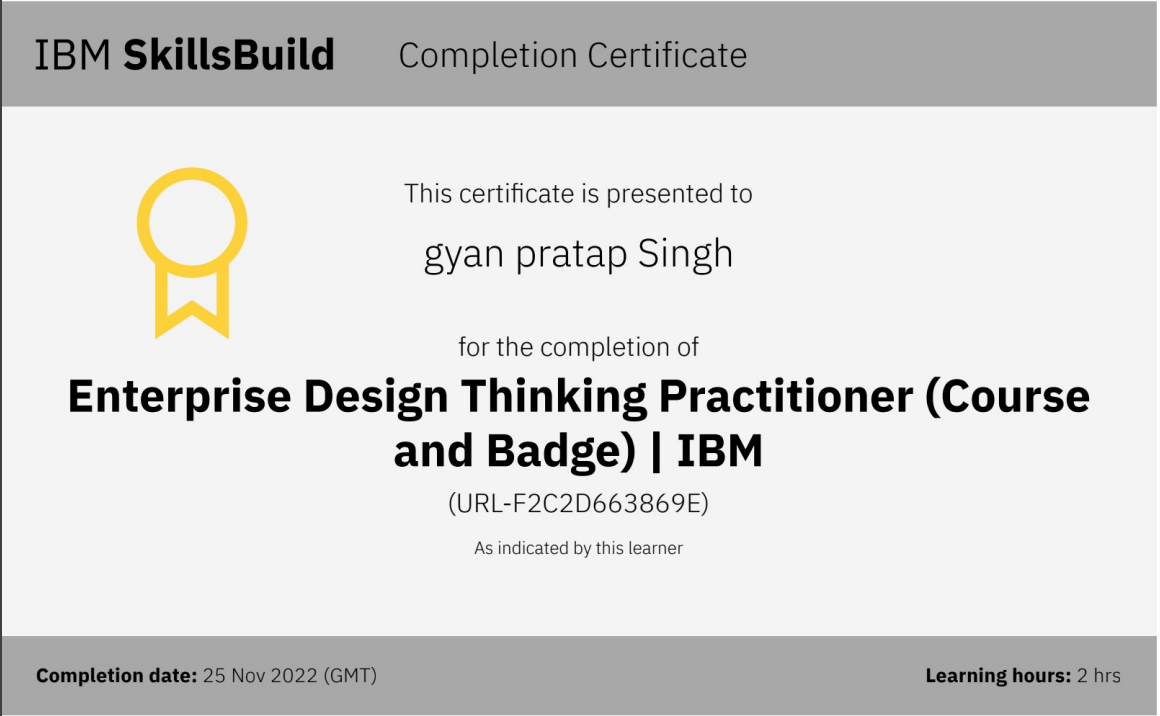 IBM SkillsBuild Completion Certificate
This certificate is presented to
gyan pratap Singh
for the completion of
Enterprise Design Thinking Practitioner (Course
and Badge) | IBM
(URL-F2C2D663869E)
As indicated by this learner
Completion date: 25 Nov 2022 (GMT)
Learning hours: 2 hrs